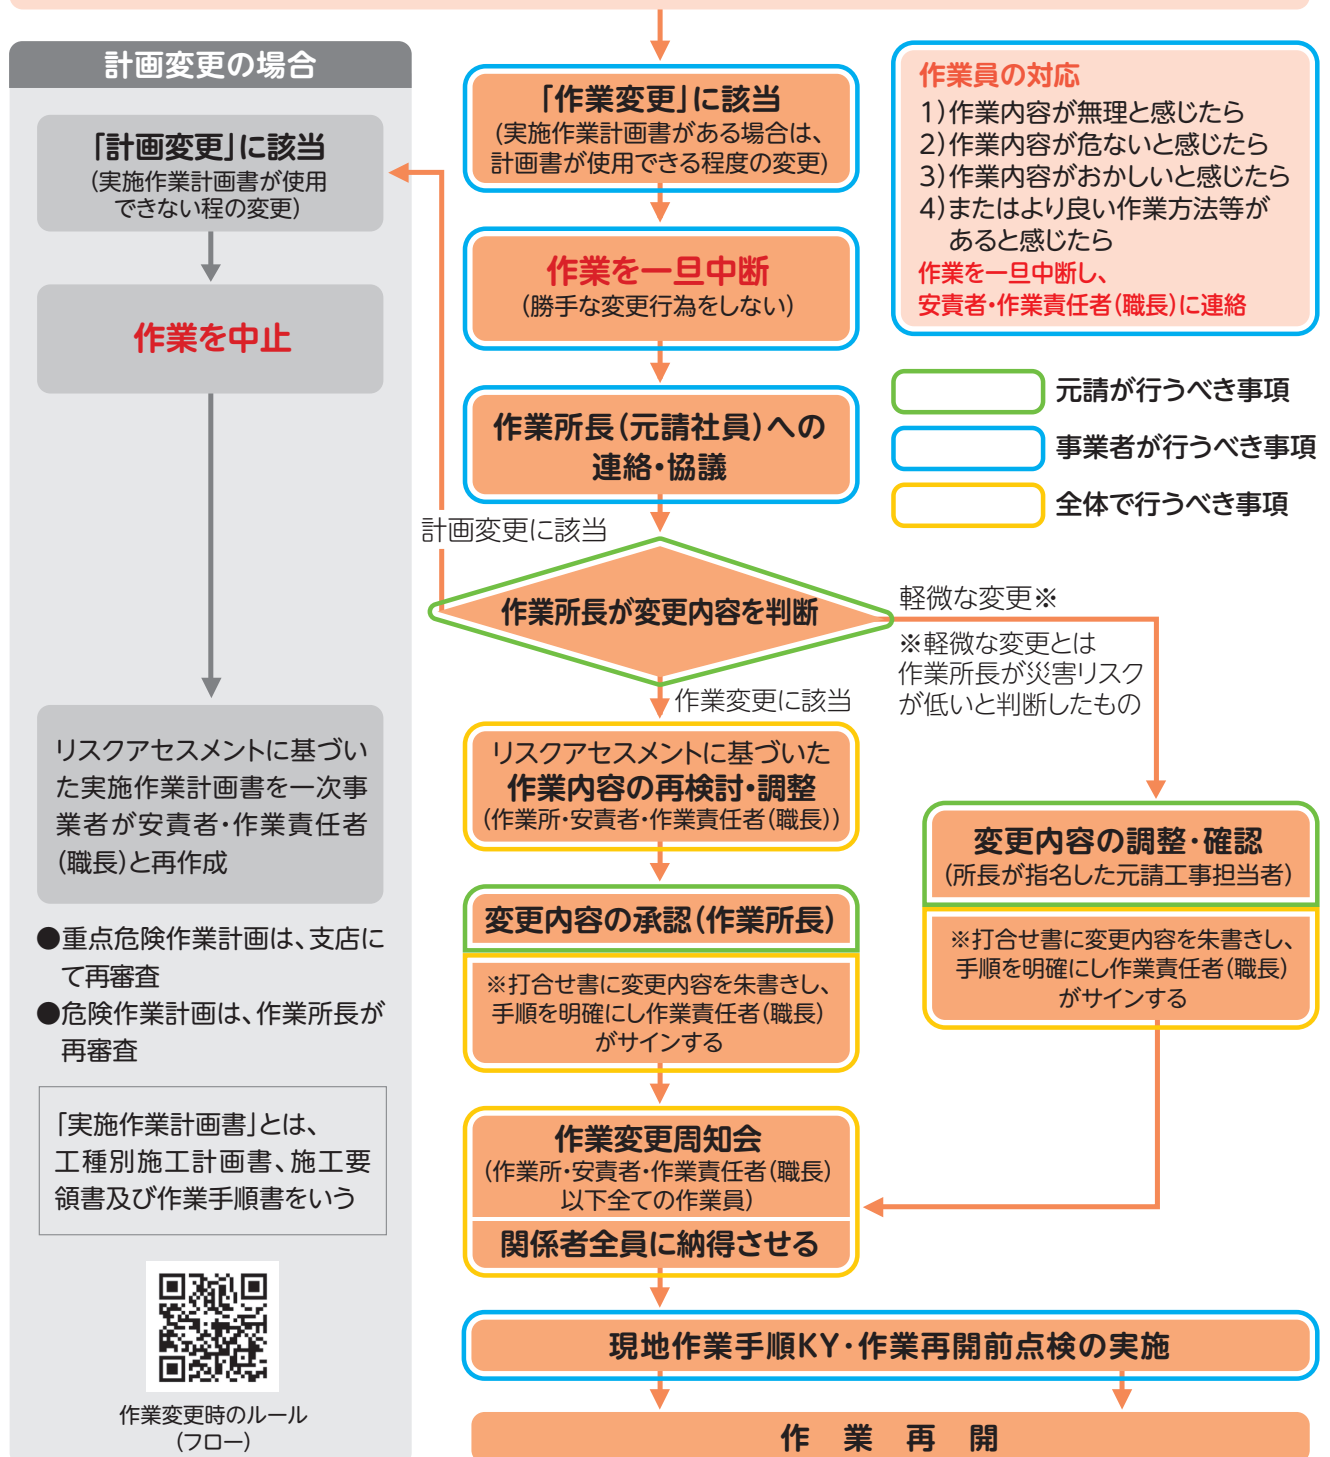 計画変更の場合
「計画変更」に該当
(実施作業計画書が使用
できない程の変更)
作業を中止
リスクアセスメントに基づい
た実施作業計画書を一次事
業者が安責者・作業責任者
(職長)と再作成
●重点危険作業計画は、支店に
て再審査
●危険作業計画は、作業所長が
再審査
「実施作業計画書」とは、
工種別施工計画書、施工要
領書及び作業手順書をいう
作業変更時のルール
(フロー)
「作業変更」に該当
(実施作業計画書がある場合は、
計画書が使用できる程度の変更)
作業を一旦中断
(勝手な変更行為をしない)
作業所長(元請社員)への
連絡・協議
計画変更に該当
作業所長が変更内容を判断
作業変更に該当
リスクアセスメントに基づいた
作業内容の再検討・調整
(作業所・安責者・作業責任者(職長))
変更内容の承認(作業所長)
※打合せ書に変更内容を朱書きし、
手順を明確にし作業責任者(職長)
がサインする
作業変更周知会
(作業所・安責者・作業責任者(職長)
以下全ての作業員)
関係者全員に納得させる
作業員の対応
1)作業内容が無理と感じたら
2)作業内容が危ないと感じたら
3)作業内容がおかしいと感じたら
4)またはより良い作業方法等が
あると感じたら
作業を一旦中断し、
安責者・作業責任者(職長)に連絡
元請が行うべき事項
事業者が行うべき事項
全体で行うべき事項
軽微な変更※
※軽微な変更とは
作業所長が災害リスク
が低いと判断したもの
変更内容の調整・確認
(所長が指名した元請工事担当者)
※打合せ書に変更内容を朱書きし、
手順を明確にし作業責任者(職長)
がサインする
現地作業手順KY・作業再開前点検の実施
作 業 再 開